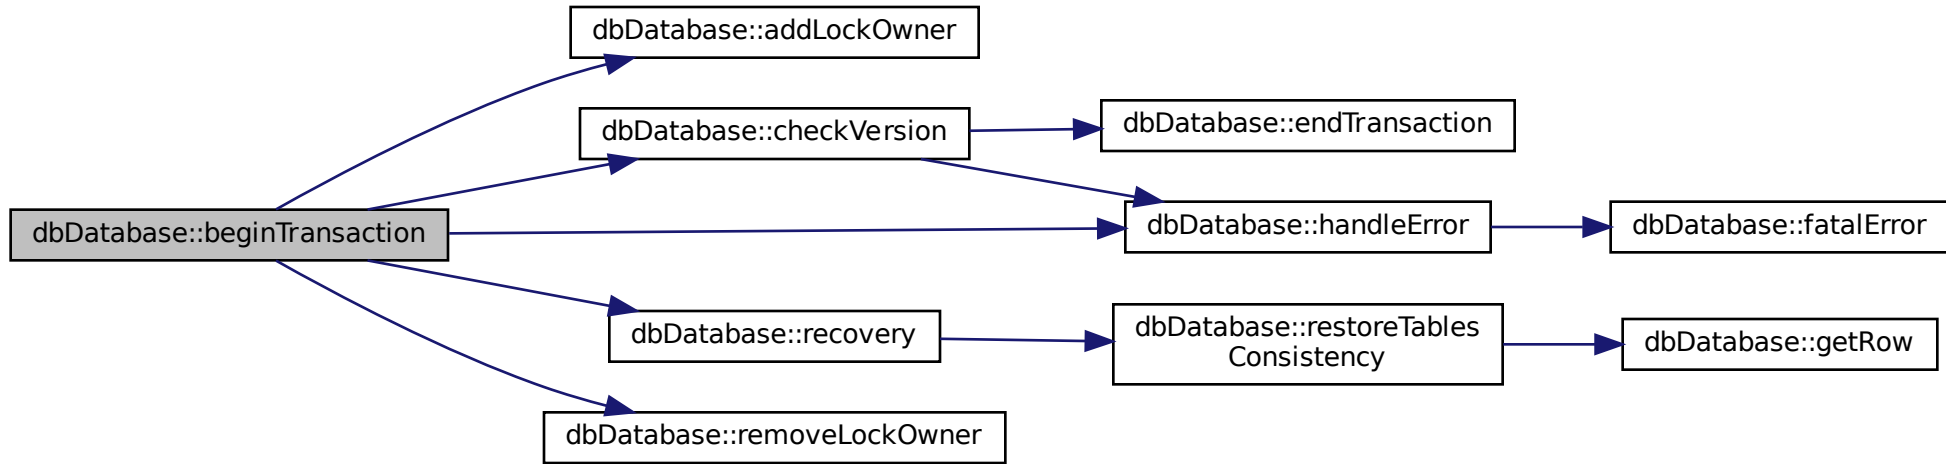 dbDatabase::addLockOwner
dbDatabase::checkVersion
dbDatabase::endTransaction
dbDatabase::beginTransaction
dbDatabase::handleError
dbDatabase::fatalError
dbDatabase::recovery
dbDatabase::restoreTables
Consistency
dbDatabase::getRow
dbDatabase::removeLockOwner